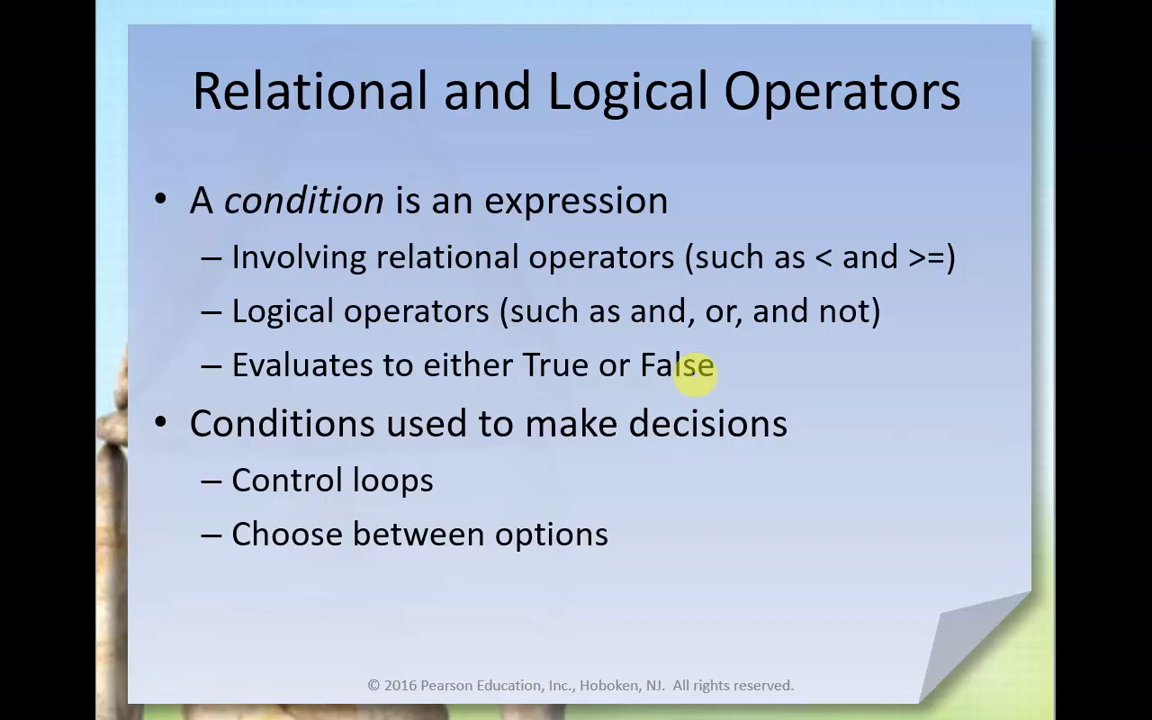 Relational and Logical Operators
• A condition is an expression
– Involving relational operators (such as < and >=)
– Logical operators (such as and, or, and not)
– Evaluates to either True or False
• Conditions used to make decisions
– Control loops
– Choose between options
© 2016 Pearson Education, Inc., Hoboken, NJ. All rights reserved.